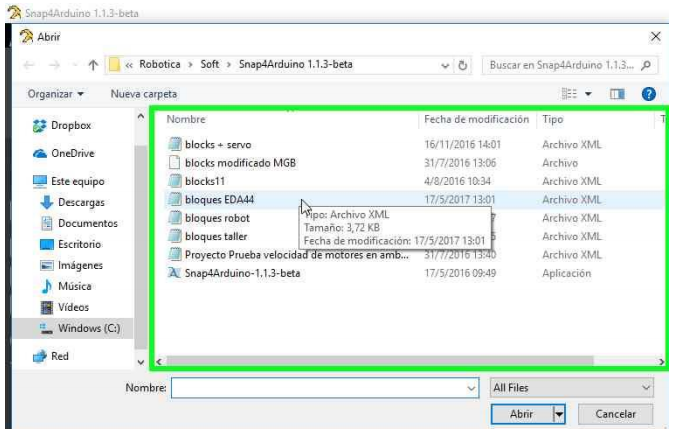 Snap4Arduino 1.1.3-beta
Abrir
« Robotica > Soft > Snap4Arduino 1.1.3-beta
Buscar en Snap4Arduino 1.1.3...
Organizar
Nueva carpeta
Nombre
Fecha de modificación
Tipo
T
Dropbox
OneDrive
Este equipo
Descargas
Documentos
Escritorio
Imágenes
Música
Vídeos
Windows (C:)
Red
blocks + servo 16/11/2016 14:01 Archivo XML
blocks modificado MGB 31/7/2016 13:06 Archivo
blocks11 4/8/2016 10:34 Archivo XML
bloques EDA44 17/5/2017 13:01 Archivo XML
bloques robot Archivo XML
bloques taller Archivo XML
Proyecto Prueba velocidad de motores en amb... 31/7/2016 13:40 Archivo XML
Snap4Arduino-1.1.3-beta 17/5/2016 09:49 Aplicación
Tipo: Archivo XML
Tamaño: 3,72 KB
Fecha de modificación: 17/5/2017 13:01
Nombre:
All Files
Abrir
Cancelar